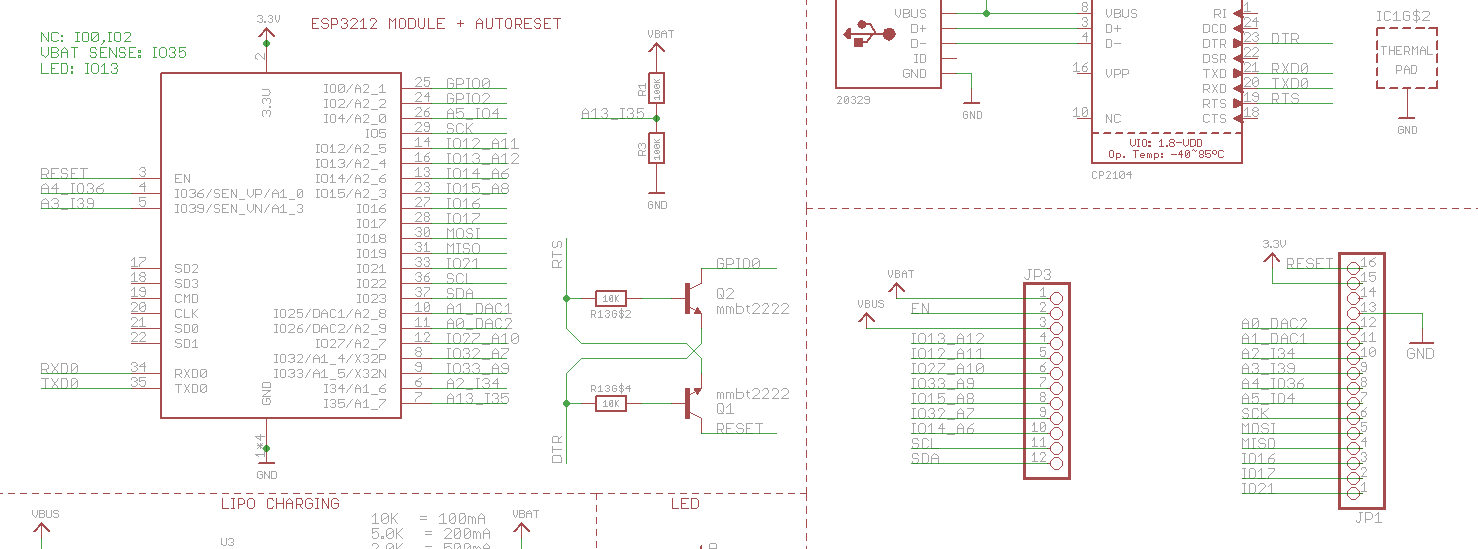 ESP3212 MODULE + AUTORESET
NC: IO0,IO2
VBAT SENSE: IO35
LED: IO13
3.3V
2
3.3V
RESET 3 EN
A4_IO36 4 IO36/SEN_VP/A1_0
A3_I39 5 IO39/SEN_VN/A1_3
17 SD2
18 SD3
19 CMD
20 CLK
21 SD0
22 SD1
RXD0 34 RXD0
TXD0 35 TXD0
IO0/A2_1 25 GPIO0
IO2/A2_2 24 GPIO2
IO4/A2_0 26 A5_IO4
IO5 29 SCK
IO12/A2_5 14 IO12_A11
IO13/A2_4 16 IO13_A12
IO14/A2_6 13 IO14_A6
IO15/A2_3 23 IO15_A8
IO16 27 IO16
IO17 28 IO17
IO18 30 MOSI
IO19 31 MISO
IO21 33 IO21
IO22 36 SCL
IO23 37 SDA
IO25/DAC1/A2_8 10 A1_DAC1
IO26/DAC2/A2_9 11 A0_DAC2
IO27/A2_7 12 IO27_A10
IO32/A1_4/X32P 8 IO32_A7
IO33/A1_5/X32N 9 IO33_A9
I34/A1_6 6 A2_I34
I35/A1_7 7 A13_I35
GND
1*4
GND
VBAT
R1
100K
A13_I35
R3
100K
GND
RTS
GPIO0
10K
R13G$2
Q2
mmbt2222
R13G$4
10K
mmbt2222
Q1
RESET
DTR
VBUS
D+
D-
ID
GND
20329
GND
8 VBUS
3 D+
4 D-
16 VPP
10 NC
RI 1
DCD 24
DTR 23 DTR
DSR 22
TXD 21 RXD0
RXD 20 TXD0
RTS 19 RTS
CTS 18
VIO: 1.8-VDD
Op. Temp: -40~85ºC
CP2104
IC1G$2
THERMAL
PAD
GND
JP3
VBAT
VBUS
1
EN 2
3
IO13_A12 4
IO12_A11 5
IO27_A10 6
IO33_A9 7
IO15_A8 8
IO32_A7 9
IO14_A6 10
SCL 11
SDA 12
3.3V
RESET 16
15
14
13
GND
A0_DAC2 12
A1_DAC1 11
A2_I34 10
A3_I39 9
A4_IO36 8
A5_IO4 7
SCK 6
MOSI 5
MISO 4
IO16 3
IO17 2
IO21 1
JP1
LIPO CHARGING
LED
VBUS
U3
10K = 100mA
5.0K = 200mA
2.0K = 500mA
VBAT